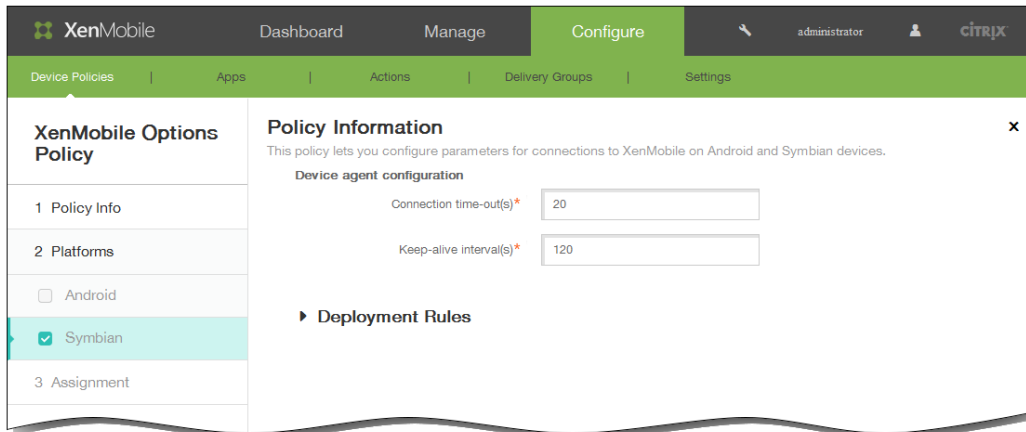 XenMobile Dashboard Manage Configure administrator CİTRIX
Device Policies | Apps | Actions | Delivery Groups | Settings
XenMobile Options
Policy
1 Policy Info
2 Platforms
Android
Symbian
3 Assignment
Policy Information
This policy lets you configure parameters for connections to XenMobile on Android and Symbian devices.
Device agent configuration
Connection time-out(s)* 20
Keep-alive interval(s)* 120
Deployment Rules